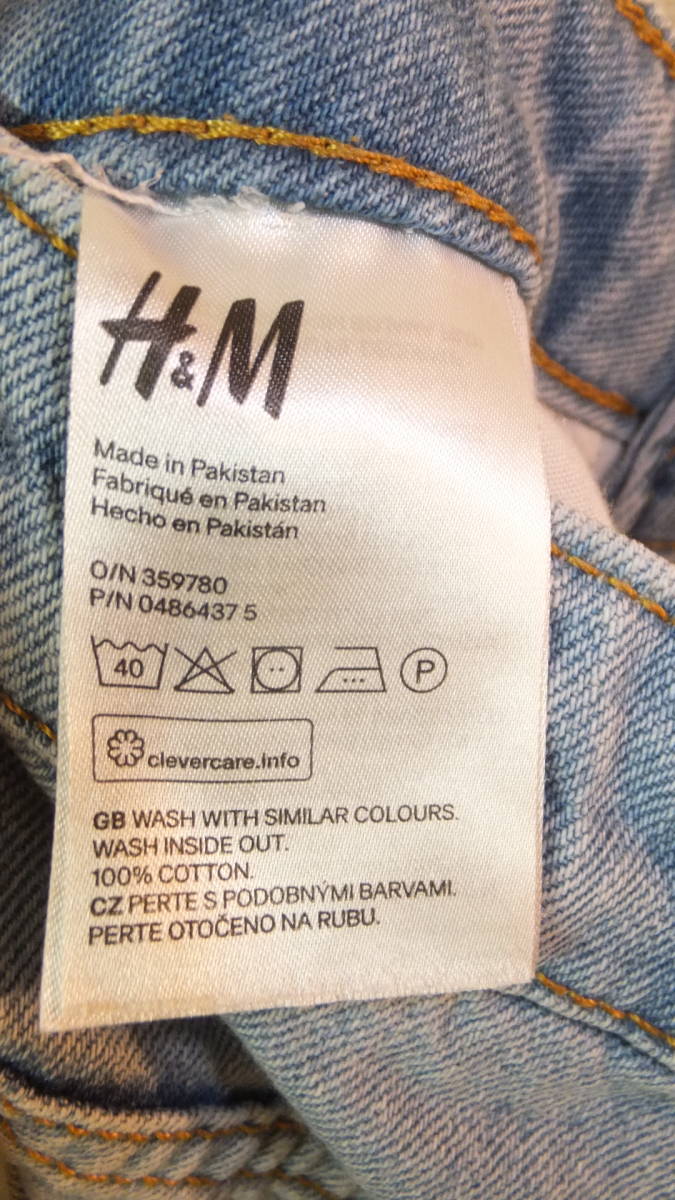 H&M
Made in Pakistan
Fabriqué en Pakistan
Hecho en Pakistán
O/N 359780
P/N 0486437 5
40
P
clevercare.info
GB WASH WITH SIMILAR COLOURS.
WASH INSIDE OUT.
100% COTTON.
CZ PERTE S PODOBNÝMI BARVAMI.
PERTE OTOČENO NA RUBU.